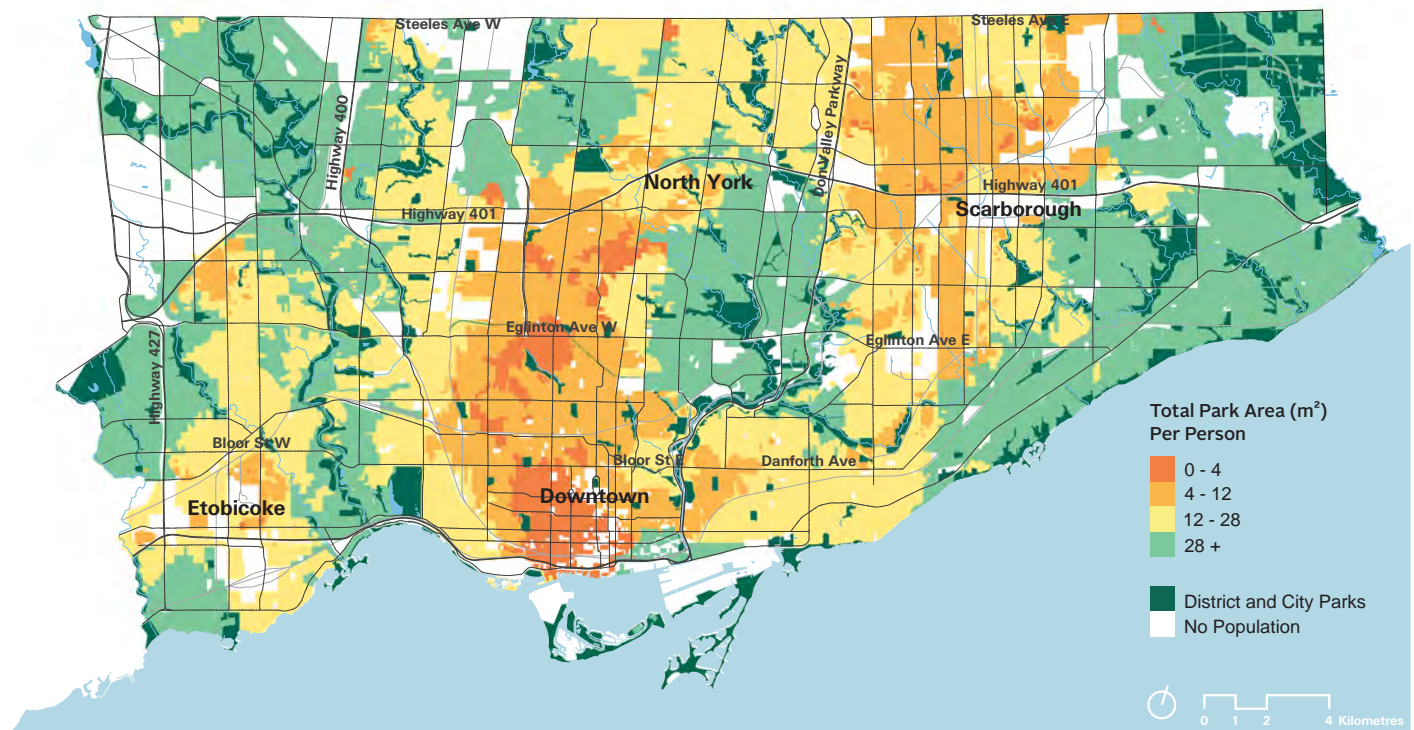 Steeles Ave W
Steeles Ave E
Highway 400
Don Valley Parkway
North York
Highway 401
Highway 401
Scarborough
Eglinton Ave W
Eglinton Ave E
Highway 427
Bloor St W
Bloor St E
Danforth Ave
Downtown
Etobicoke
Total Park Area (m²)
Per Person
0 - 4
4 - 12
12 - 28
28 +
District and City Parks
No Population
0 1 2 4 Kilometres